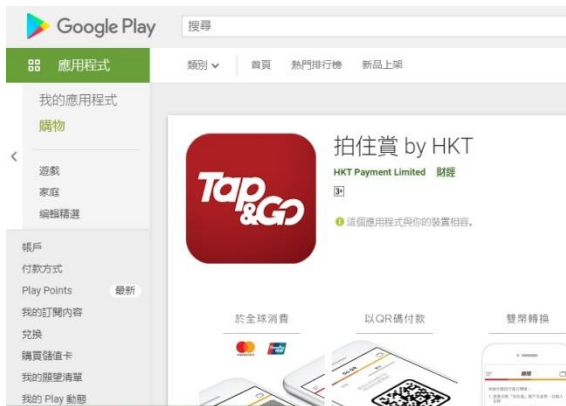 Google Play
搜尋
應用程式
類別
首頁
熱門排行榜
新品上架
我的應用程式
購物
遊戲
家庭
編輯精選
帳戶
付款方式
Play Points
最新
我的訂閱內容
兌換
購買儲值卡
我的願望清單
我的 Play 動態
Tap
&GO
拍住賞 by HKT
HKT Payment Limited
財經
3+
這個應用程式與你的裝置相容。
於全球消費
以QR碼付款
雙幣轉換